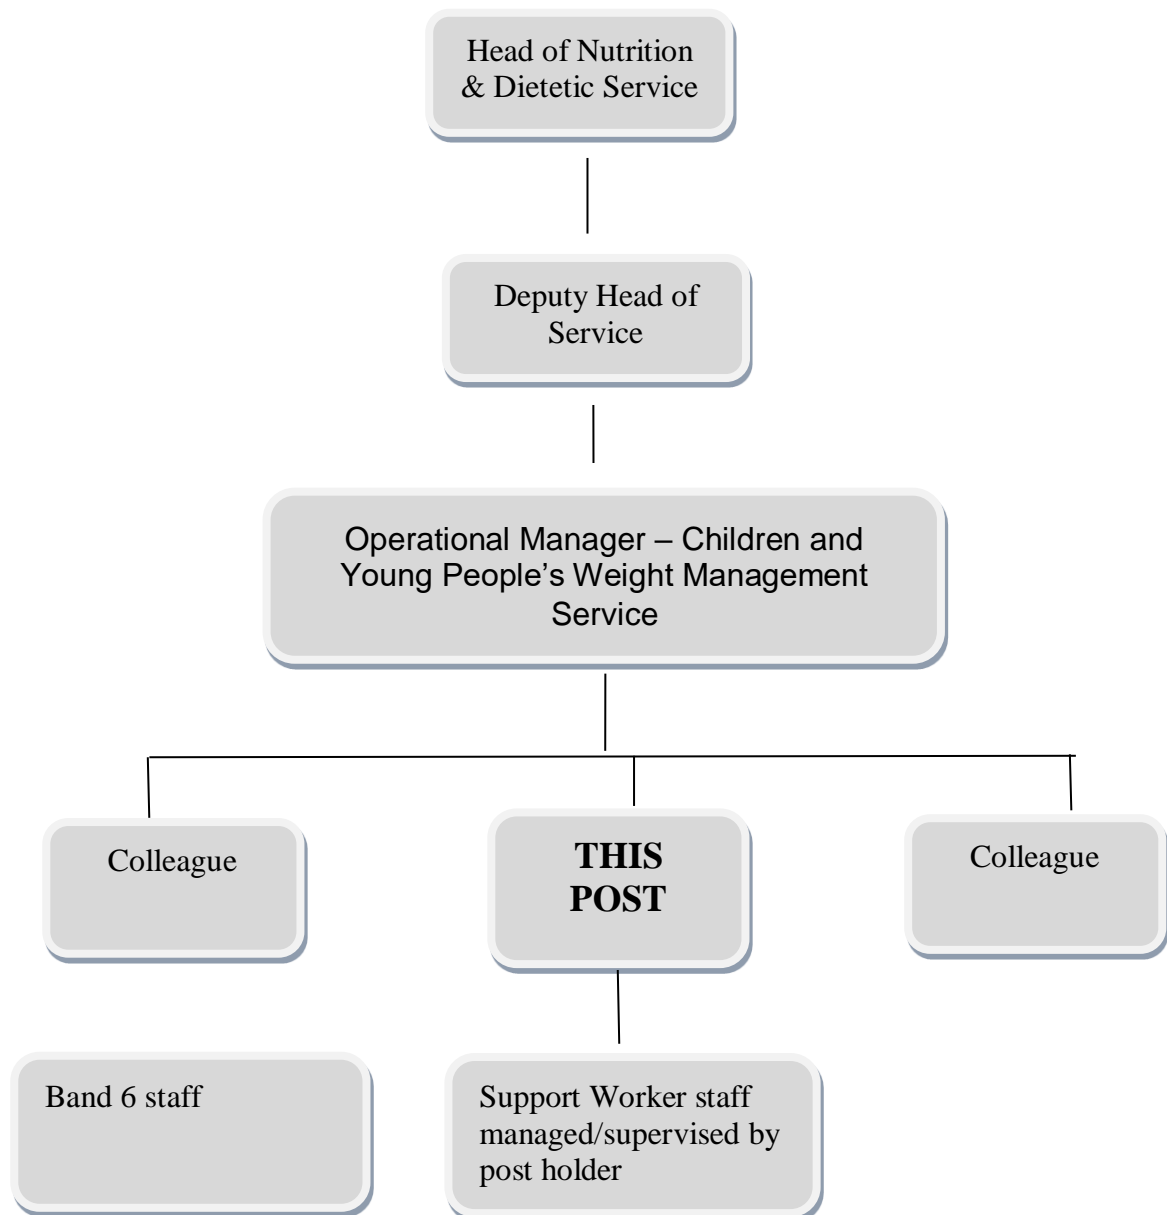 Head of Nutrition
& Dietetic Service
Deputy Head of
Service
Operational Manager – Children and
Young People’s Weight Management
Service
Colleague
THIS
POST
Colleague
Band 6 staff
Support Worker staff
managed/supervised by
post holder